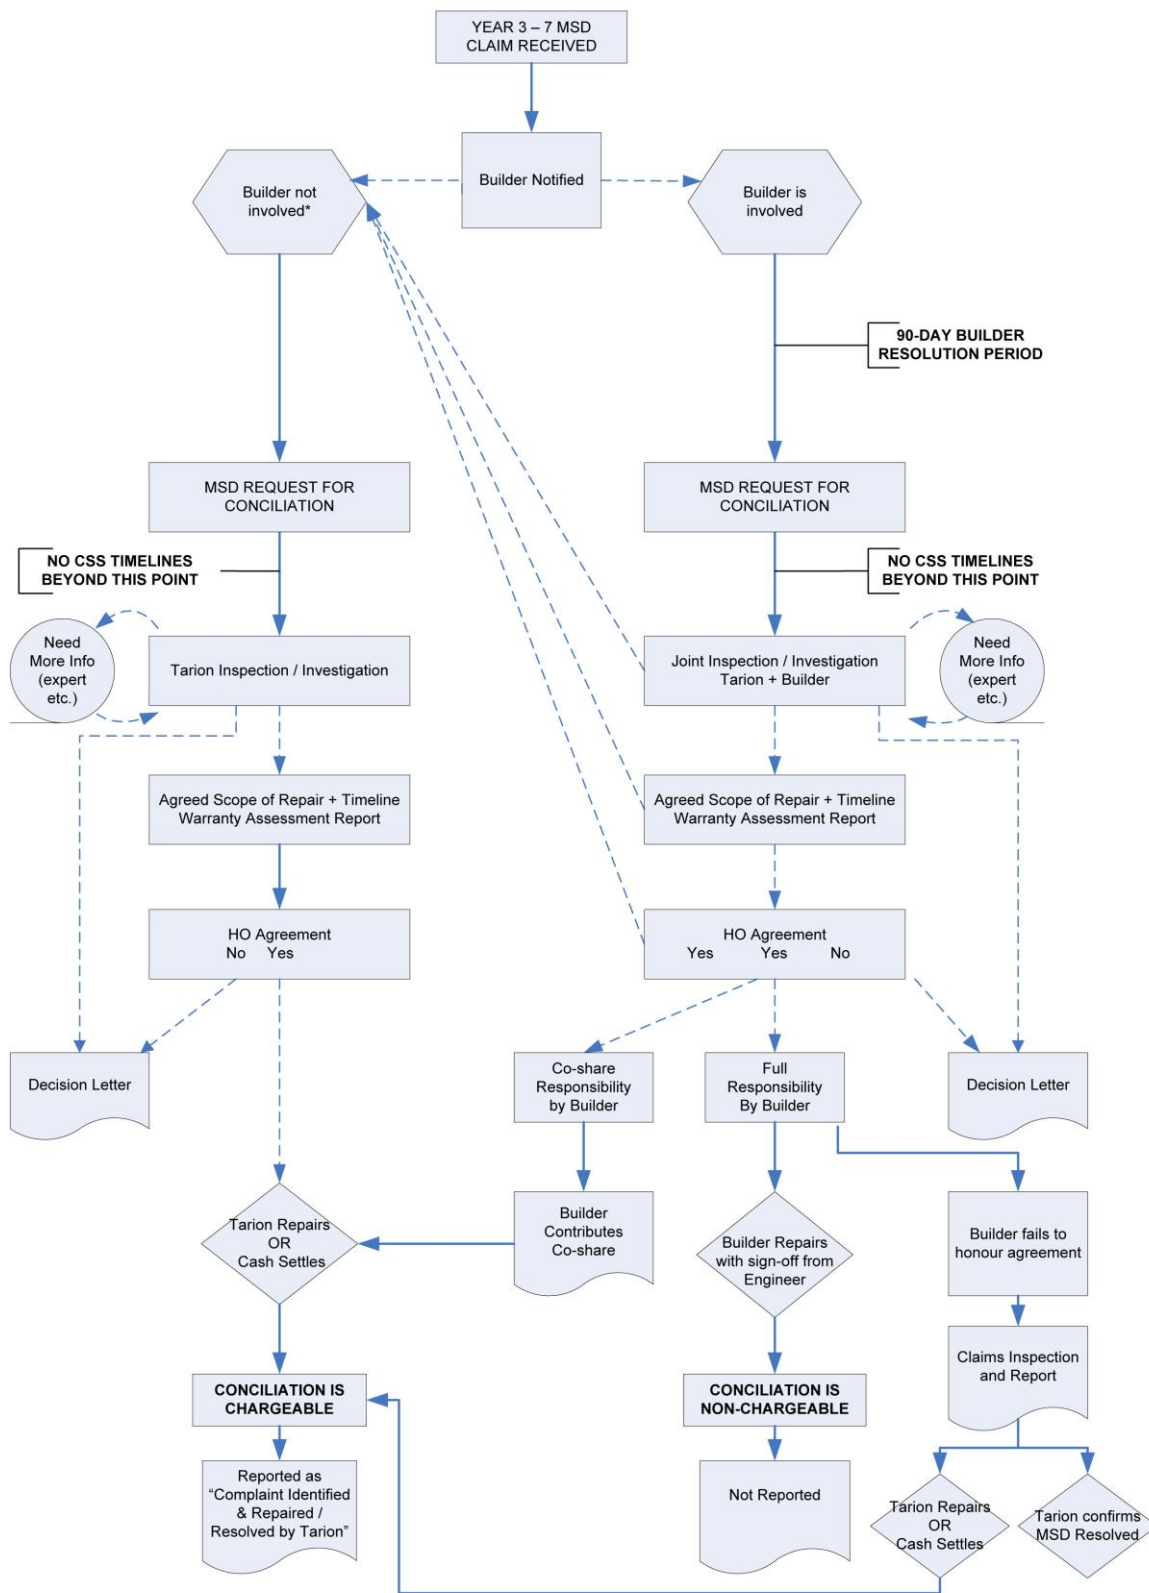 YEAR 3 – 7 MSD
CLAIM RECEIVED
Builder not
involved*
Builder Notified
Builder is
involved
90-DAY BUILDER
RESOLUTION PERIOD
MSD REQUEST FOR
CONCILIATION
MSD REQUEST FOR
CONCILIATION
NO CSS TIMELINES
BEYOND THIS POINT
NO CSS TIMELINES
BEYOND THIS POINT
Need
More Info
(expert
etc.)
Tarion Inspection / Investigation
Joint Inspection / Investigation
Tarion + Builder
Need
More Info
(expert
etc.)
Agreed Scope of Repair + Timeline
Warranty Assessment Report
Agreed Scope of Repair + Timeline
Warranty Assessment Report
HO Agreement
No Yes
HO Agreement
Yes Yes No
Decision Letter
Co-share
Responsibility
by Builder
Full
Responsibility
By Builder
Decision Letter
Tarion Repairs
OR
Cash Settles
Builder
Contributes
Co-share
Builder Repairs
with sign-off from
Engineer
Builder fails to
honour agreement
Claims Inspection
and Report
CONCILIATION IS
CHARGEABLE
CONCILIATION IS
NON-CHARGEABLE
Reported as
“Complaint Identified
& Repaired /
Resolved by Tarion”
Not Reported
Tarion Repairs
OR
Cash Settles
Tarion confirms
MSD Resolved